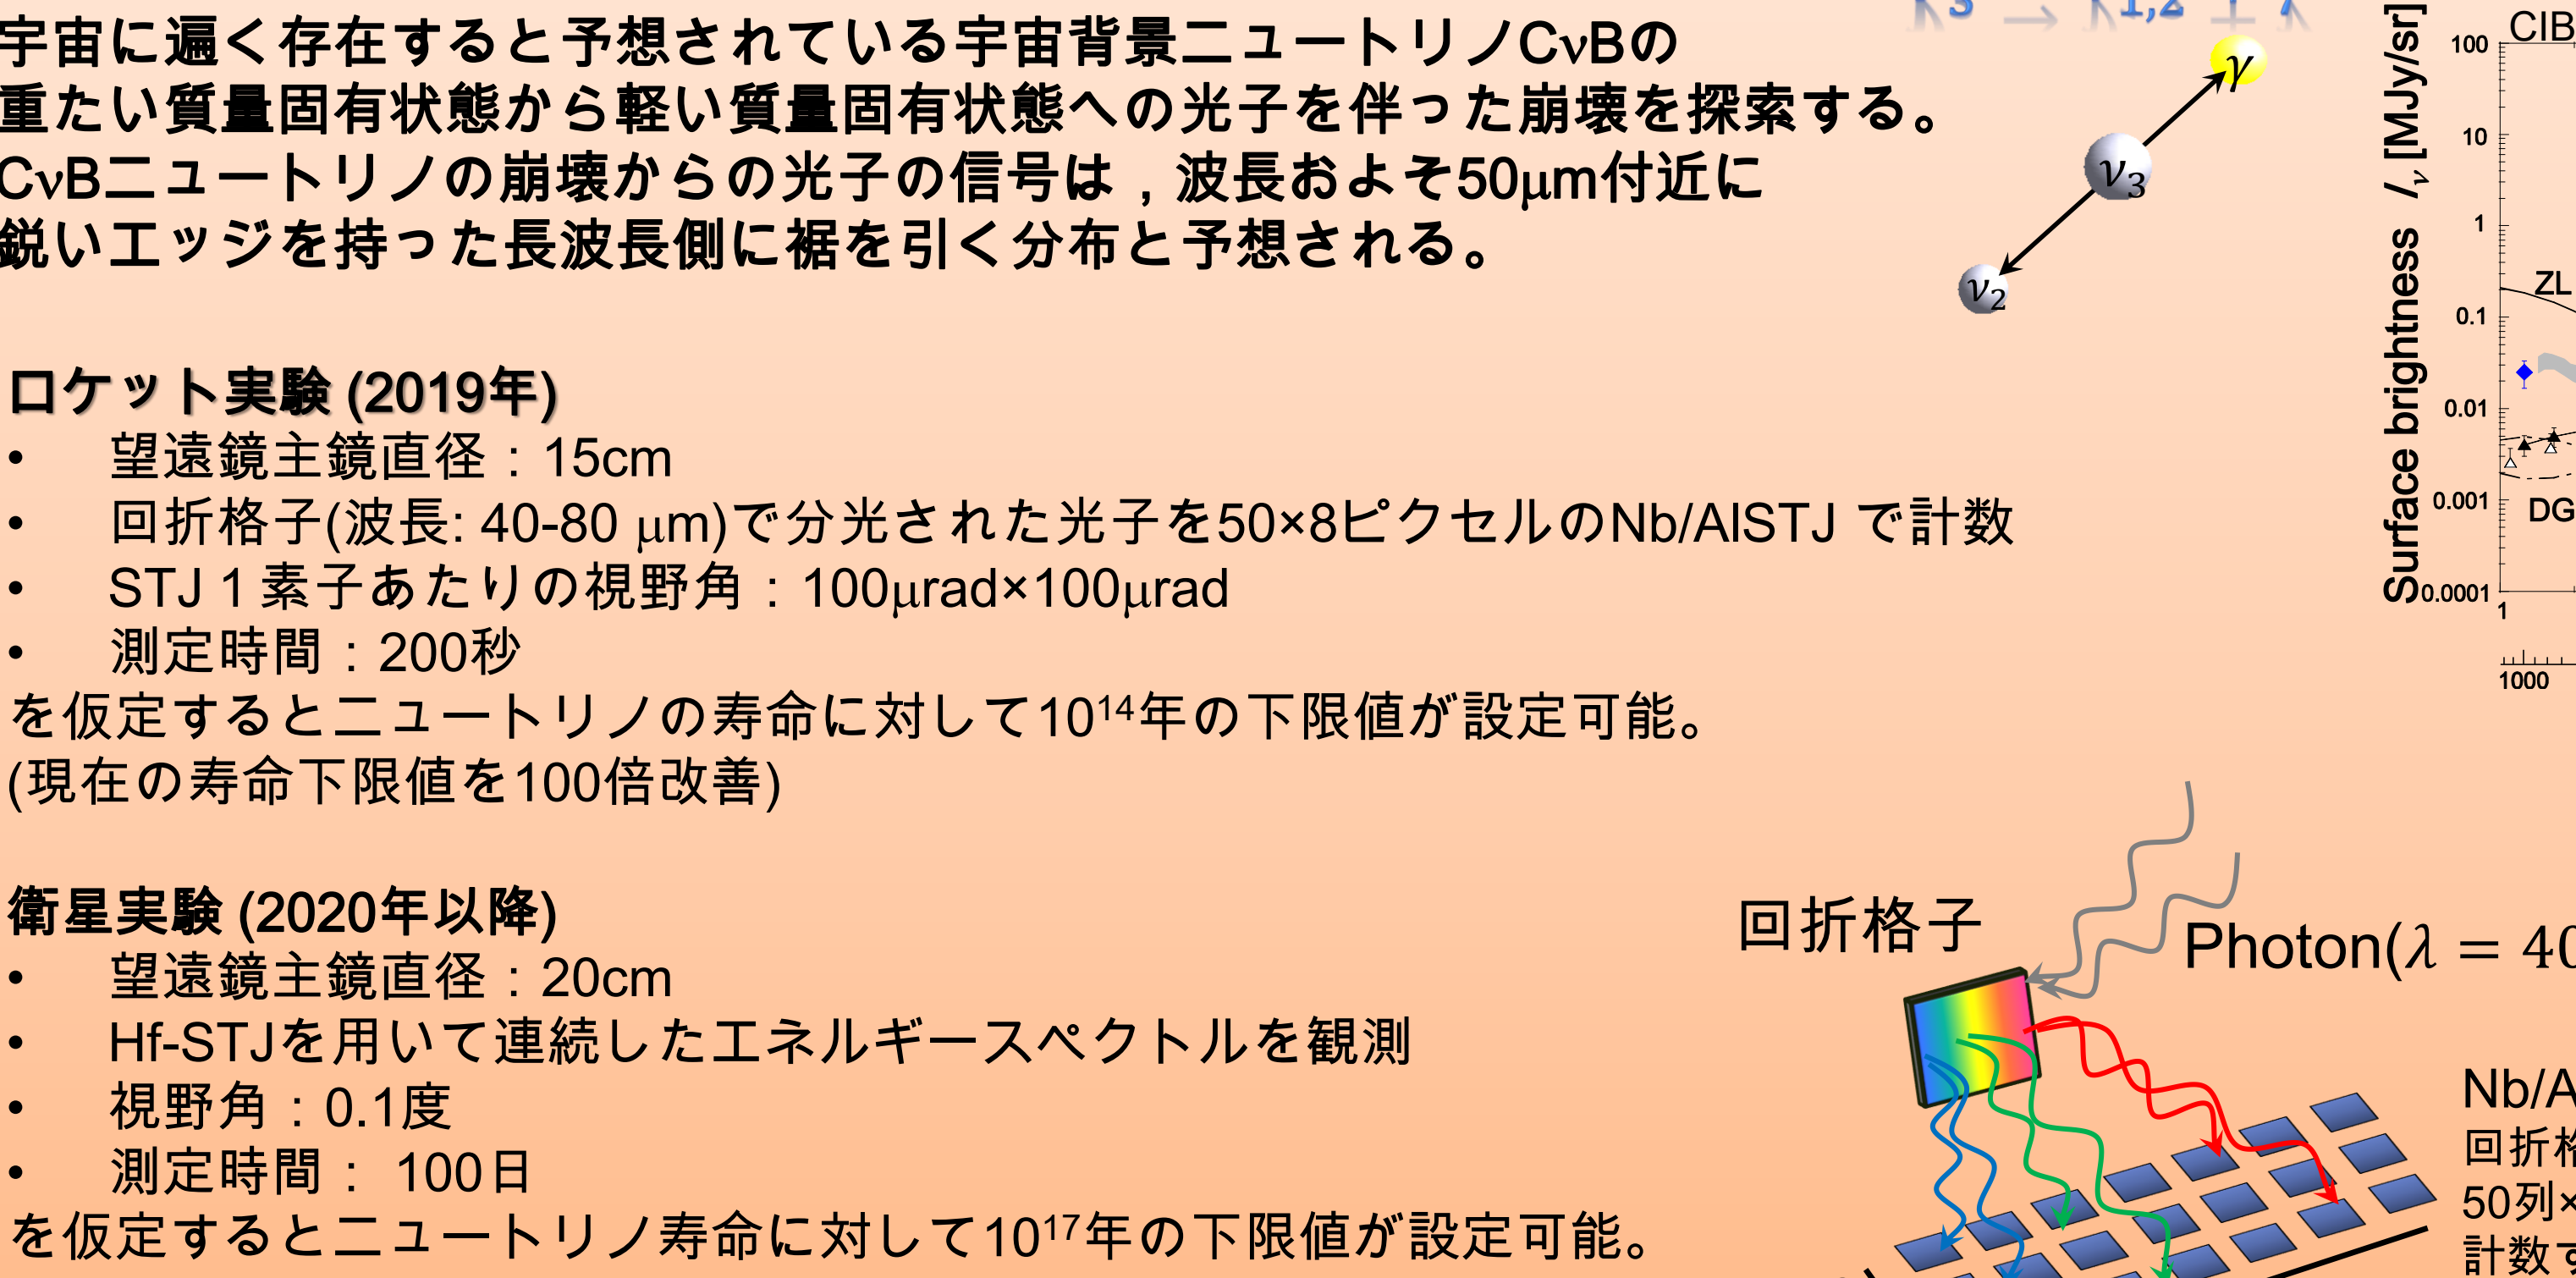 宇宙に遍く存在すると予想されている宇宙背景ニュートリノCνBの
重たい質量固有状態から軽い質量固有状態への光子を伴った崩壊を探索する。
CνBニュートリノの崩壊からの光子の信号は，波長およそ50μm付近に
鋭いエッジを持った長波長側に裾を引く分布と予想される。
γ
ν₃
ν₂
ロケット実験 (2019年)
• 望遠鏡主鏡直径：15cm
• 回折格子(波長: 40-80 μm)で分光された光子を50×8ピクセルのNb/AlSTJ で計数
• STJ 1 素子あたりの視野角：100μrad×100μrad
• 測定時間：200秒
を仮定するとニュートリノの寿命に対して10¹⁴年の下限値が設定可能。
(現在の寿命下限値を100倍改善)
衛星実験 (2020年以降)
• 望遠鏡主鏡直径：20cm
• Hf-STJを用いて連続したエネルギースペクトルを観測
• 視野角：0.1度
• 測定時間： 100日
を仮定するとニュートリノ寿命に対して10¹⁷年の下限値が設定可能。
Surface brightness Iν [MJy/sr]
CIB
100
10
1
ZL
0.1
0.01
0.001
DG
0.0001
1
1000
回折格子
Photon(λ = 40
Nb/A
回折格
50列×
計数す